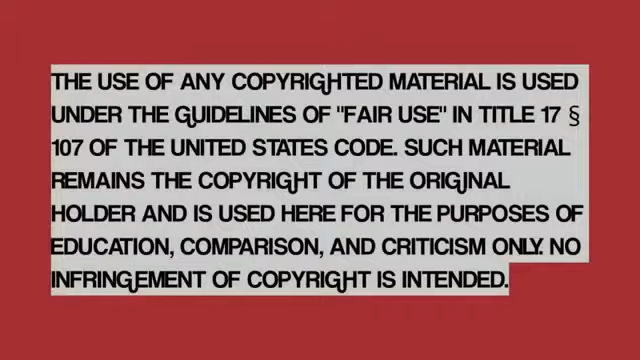 THE USE OF ANY COPYRIGHTED MATERIAL IS USED
UNDER THE GUIDELINES OF "FAIR USE" IN TITLE 17 §
107 OF THE UNITED STATES CODE. SUCH MATERIAL
REMAINS THE COPYRIGHT OF THE ORIGINAL
HOLDER AND IS USED HERE FOR THE PURPOSES OF
EDUCATION, COMPARISON, AND CRITICISM ONLY. NO
INFRINGEMENT OF COPYRIGHT IS INTENDED.